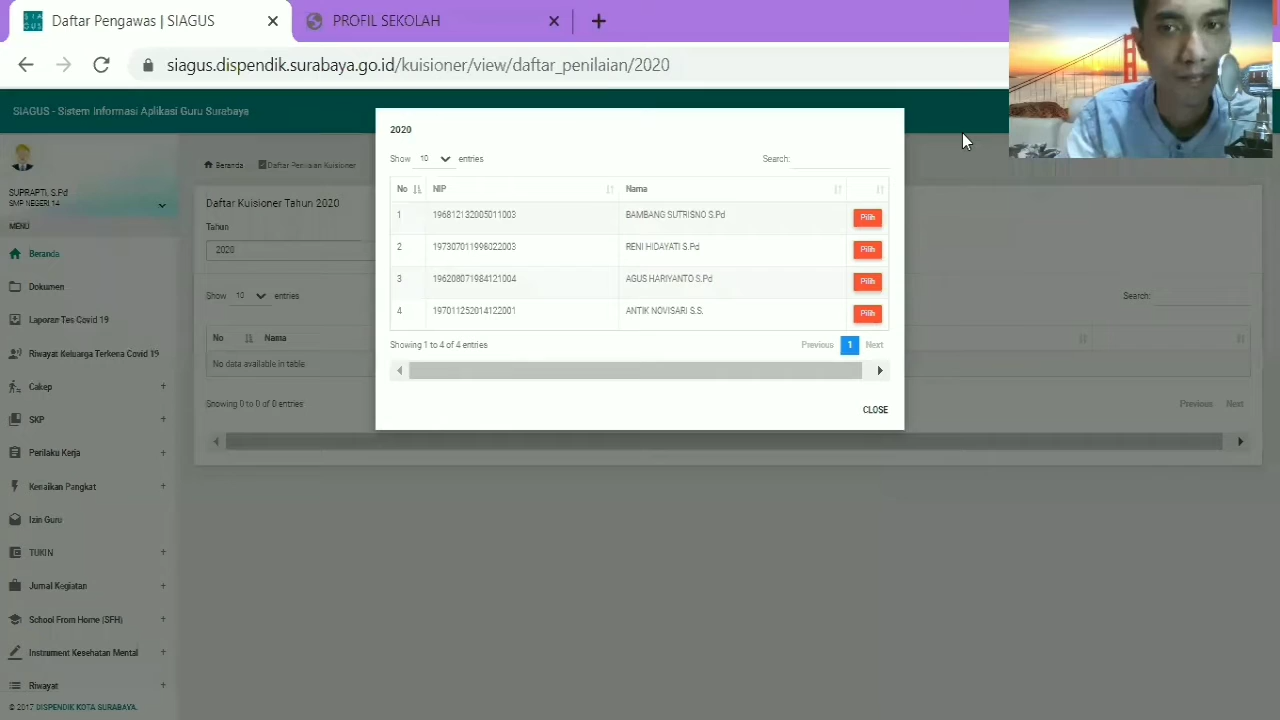 Daftar Pengawas | SIAGUS
PROFIL SEKOLAH
siagus.dispendik.surabaya.go.id/kuisioner/view/daftar_penilaian/2020
SIAGUS - Sistem Informasi Aplikasi Guru Surabaya
SUPRAPTI, S.Pd
SMP NEGERI 14
MENU
Beranda
Dokumen
Laporan Tes Covid 19
Riwayat Keluarga Terkena Covid 19
Cakep +
SKP +
Perilaku Kerja +
Kenaikan Pangkat +
Izin Guru
TUKIN +
Jurnal Kegiatan +
School From Home (SFH) +
Instrument Kesehatan Mental +
Riwayat +
© 2017 DISPENDIK KOTA SURABAYA.
Beranda Daftar Penilaian Kuisioner
Daftar Kuisioner Tahun 2020
Tahun
2020
Show 10 entries Search:
No Nama
No data available in table
Showing 0 to 0 of 0 entries Previous Next
2020
Show 10 entries Search:
No NIP Nama
1 196812132005011003 BAMBANG SUTRISNO S.Pd Pilih
2 197307011998022003 RENI HIDAYATI S.Pd Pilih
3 196208071984121004 AGUS HARIYANTO S.Pd Pilih
4 197011252014122001 ANTIK NOVISARI S.S. Pilih
Showing 1 to 4 of 4 entries Previous 1 Next
CLOSE